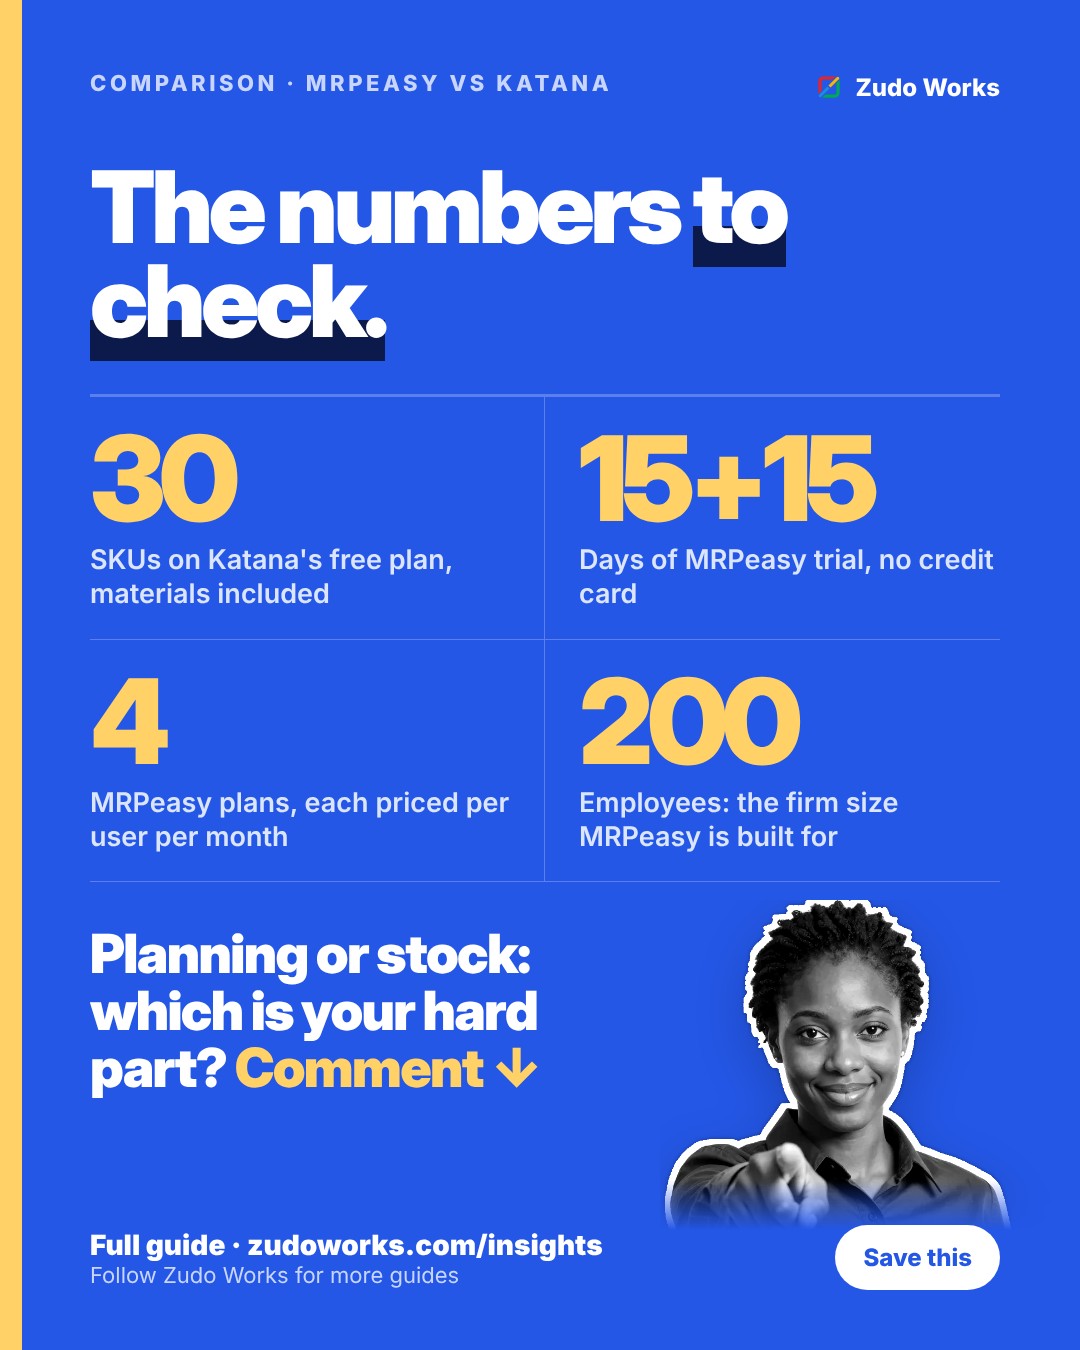 COMPARISON · MRPEASY VS KATANA
Zudo Works
The numbers to
check.
30
SKUs on Katana's free plan,
materials included
15+15
Days of MRPeasy trial, no credit
card
4
MRPeasy plans, each priced per
user per month
200
Employees: the firm size
MRPeasy is built for
Planning or stock:
which is your hard
part? Comment ↓
Full guide · zudoworks.com/insights
Follow Zudo Works for more guides
Save this